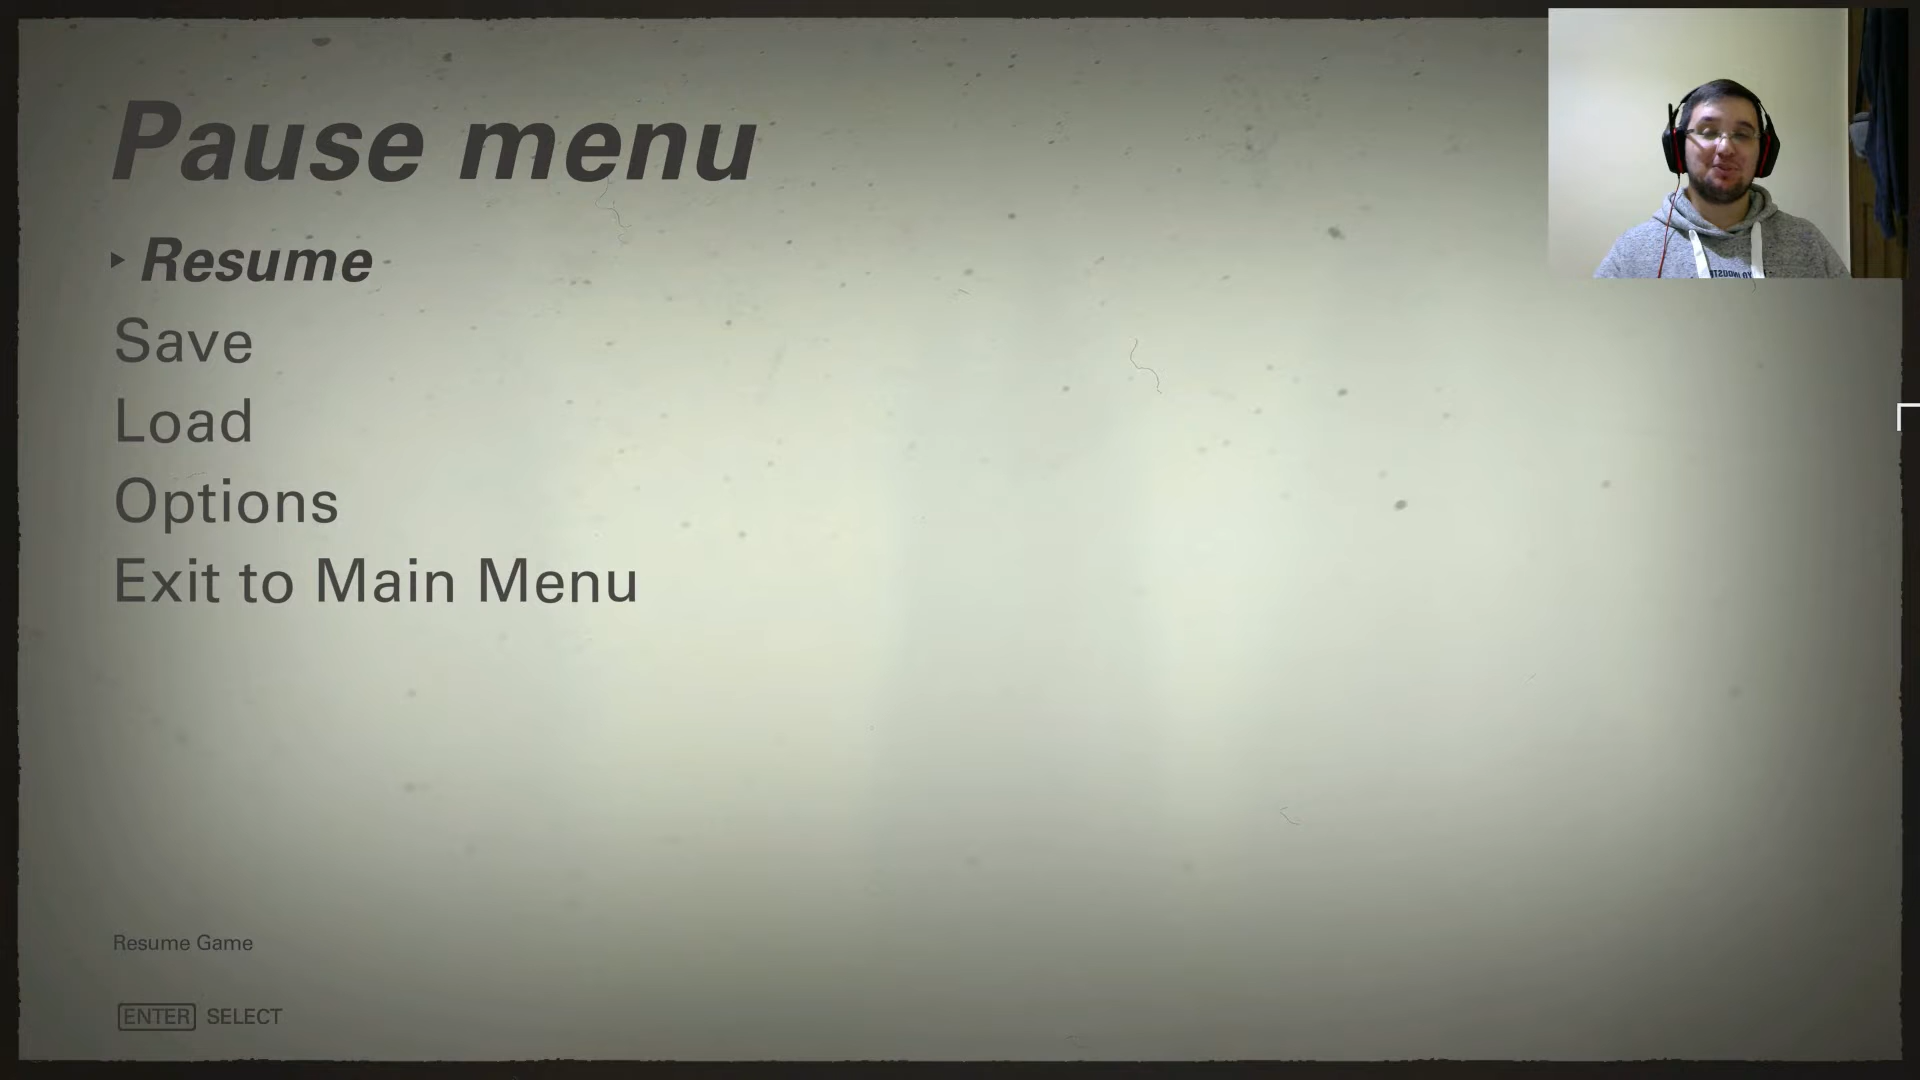 Pause menu
Resume
Save
Load
Options
Exit to Main Menu
Resume Game
ENTER SELECT